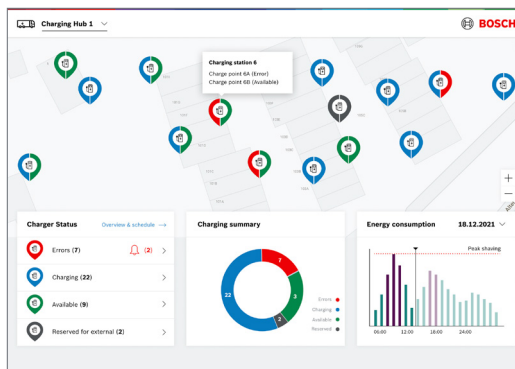 Charging Hub 1
BOSCH
Charging station 6
Charge point 6A (Error)
Charge point 6B (Available)
+
−
Charger Status
Overview & schedule →
Errors (7)
(2)
Charging (22)
Available (9)
Reserved for external (2)
Charging summary
7
22
3
2
Errors
Charging
Available
Reserved
Energy consumption
18.12.2021
Peak shaving
06:00 12:00 18:00 24:00